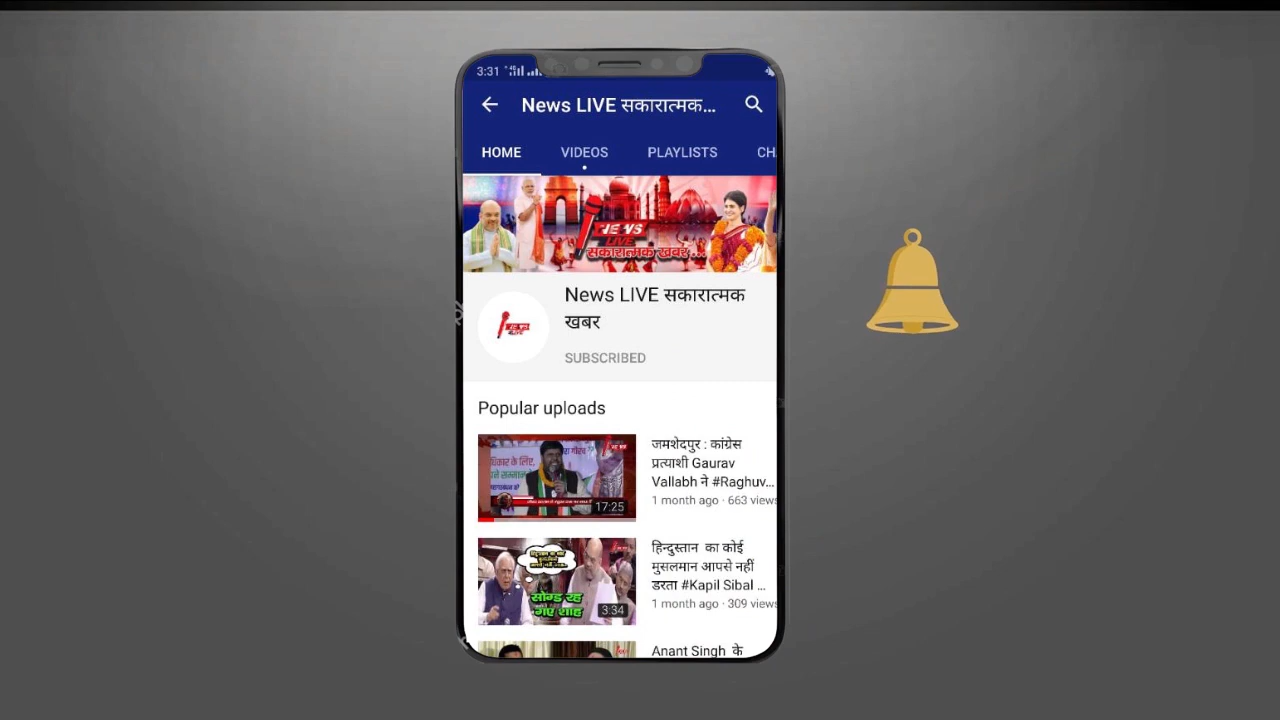 3:31
News LIVE सकारात्मक...
HOME
VIDEOS
PLAYLISTS
CH
NEWS
LIVE
सकारात्मक खबर ...
News LIVE सकारात्मक
खबर
SUBSCRIBED
Popular uploads
जमशेदपुर : कांग्रेस
प्रत्याशी Gaurav
Vallabh ने #Raghuv...
1 month ago · 663 views
17:25
हिन्दुस्तान का कोई
मुसलमान आपसे नहीं
डरता #Kapil Sibal ...
1 month ago · 309 views
सोचते रह
गए शाह
3:34
Anant Singh के